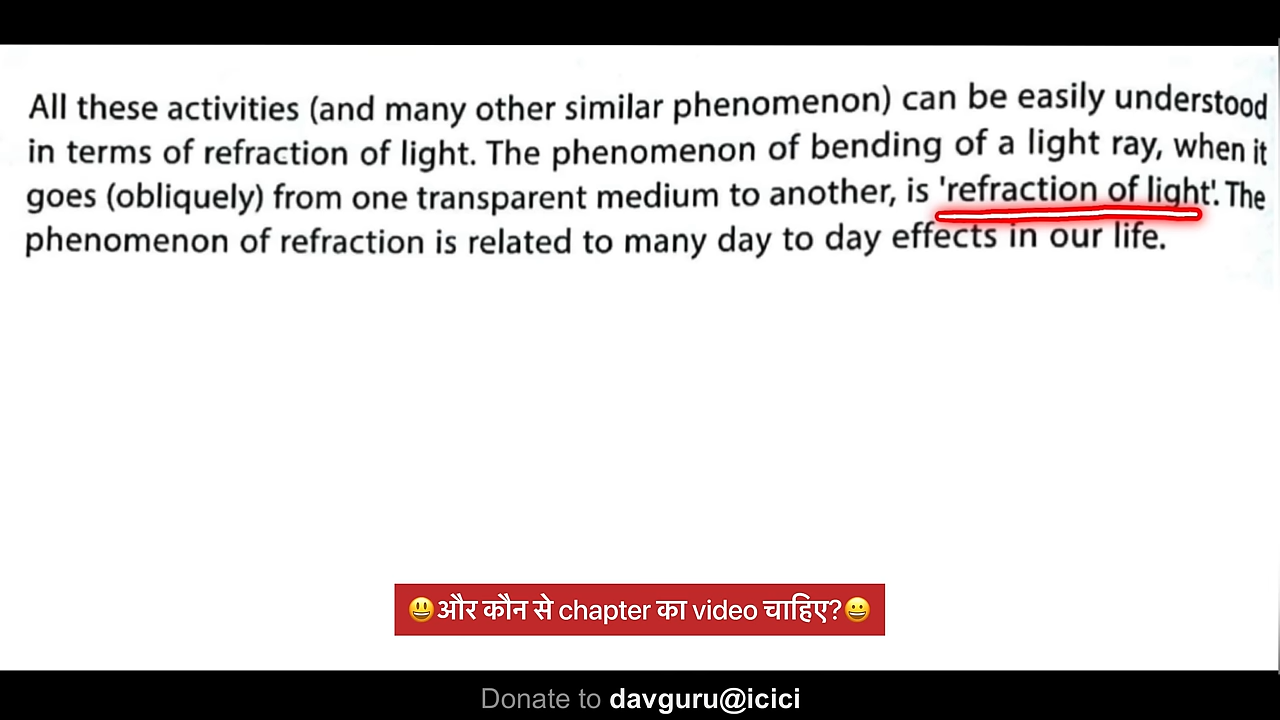 All these activities (and many other similar phenomenon) can be easily understood
in terms of refraction of light. The phenomenon of bending of a light ray, when it
goes (obliquely) from one transparent medium to another, is 'refraction of light'. The
phenomenon of refraction is related to many day to day effects in our life.
😃और कौन से chapter का video चाहिए?😀
Donate to davguru@icici